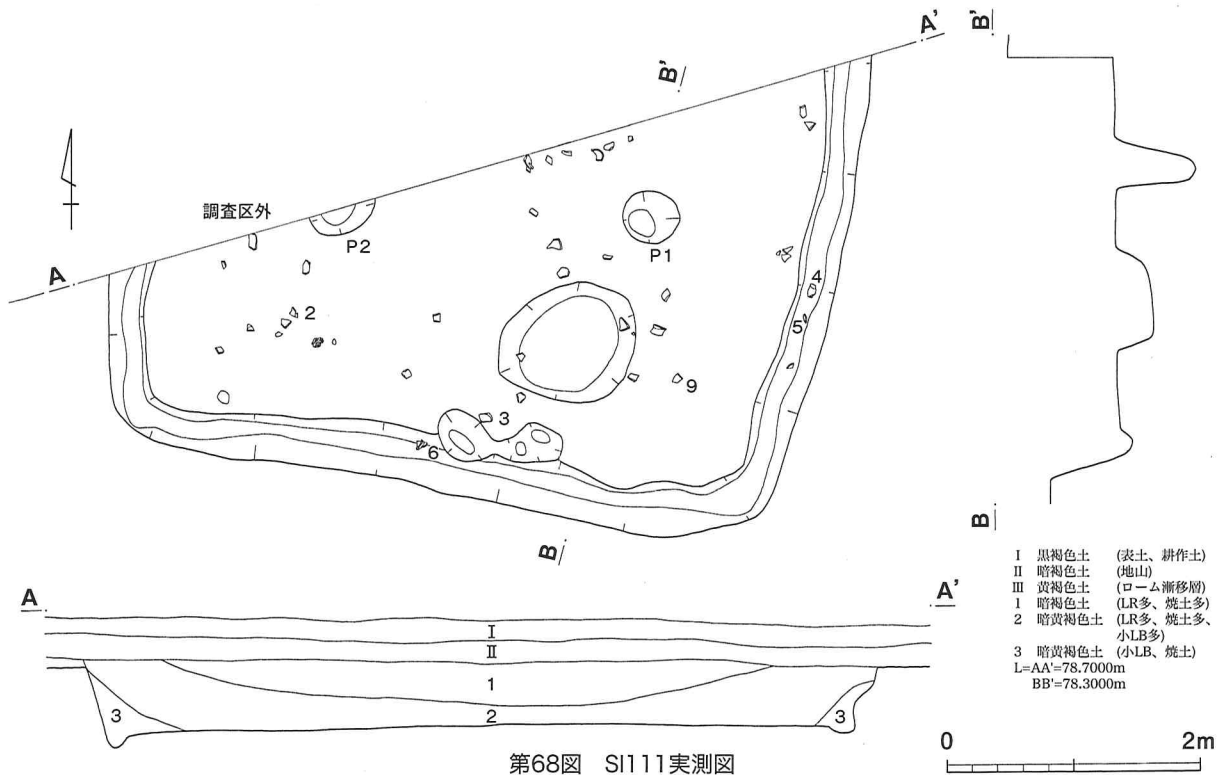 A'
B'
B'
調査区外
P2
P1
A
2
4
5
9
3
6
B
B
I 黒褐色土 (表土、耕作土)
II 暗褐色土 (地山)
III 黄褐色土 (ローム漸移層)
1 暗褐色土 (LR多、焼土多)
2 暗黄褐色土 (LR多、焼土多、
小LB多)
3 暗黄褐色土 (小LB、焼土)
L=AA'=78.7000m
BB'=78.3000m
A
A'
I
II
1
2
3
3
第68図 SI111実測図
0 2m